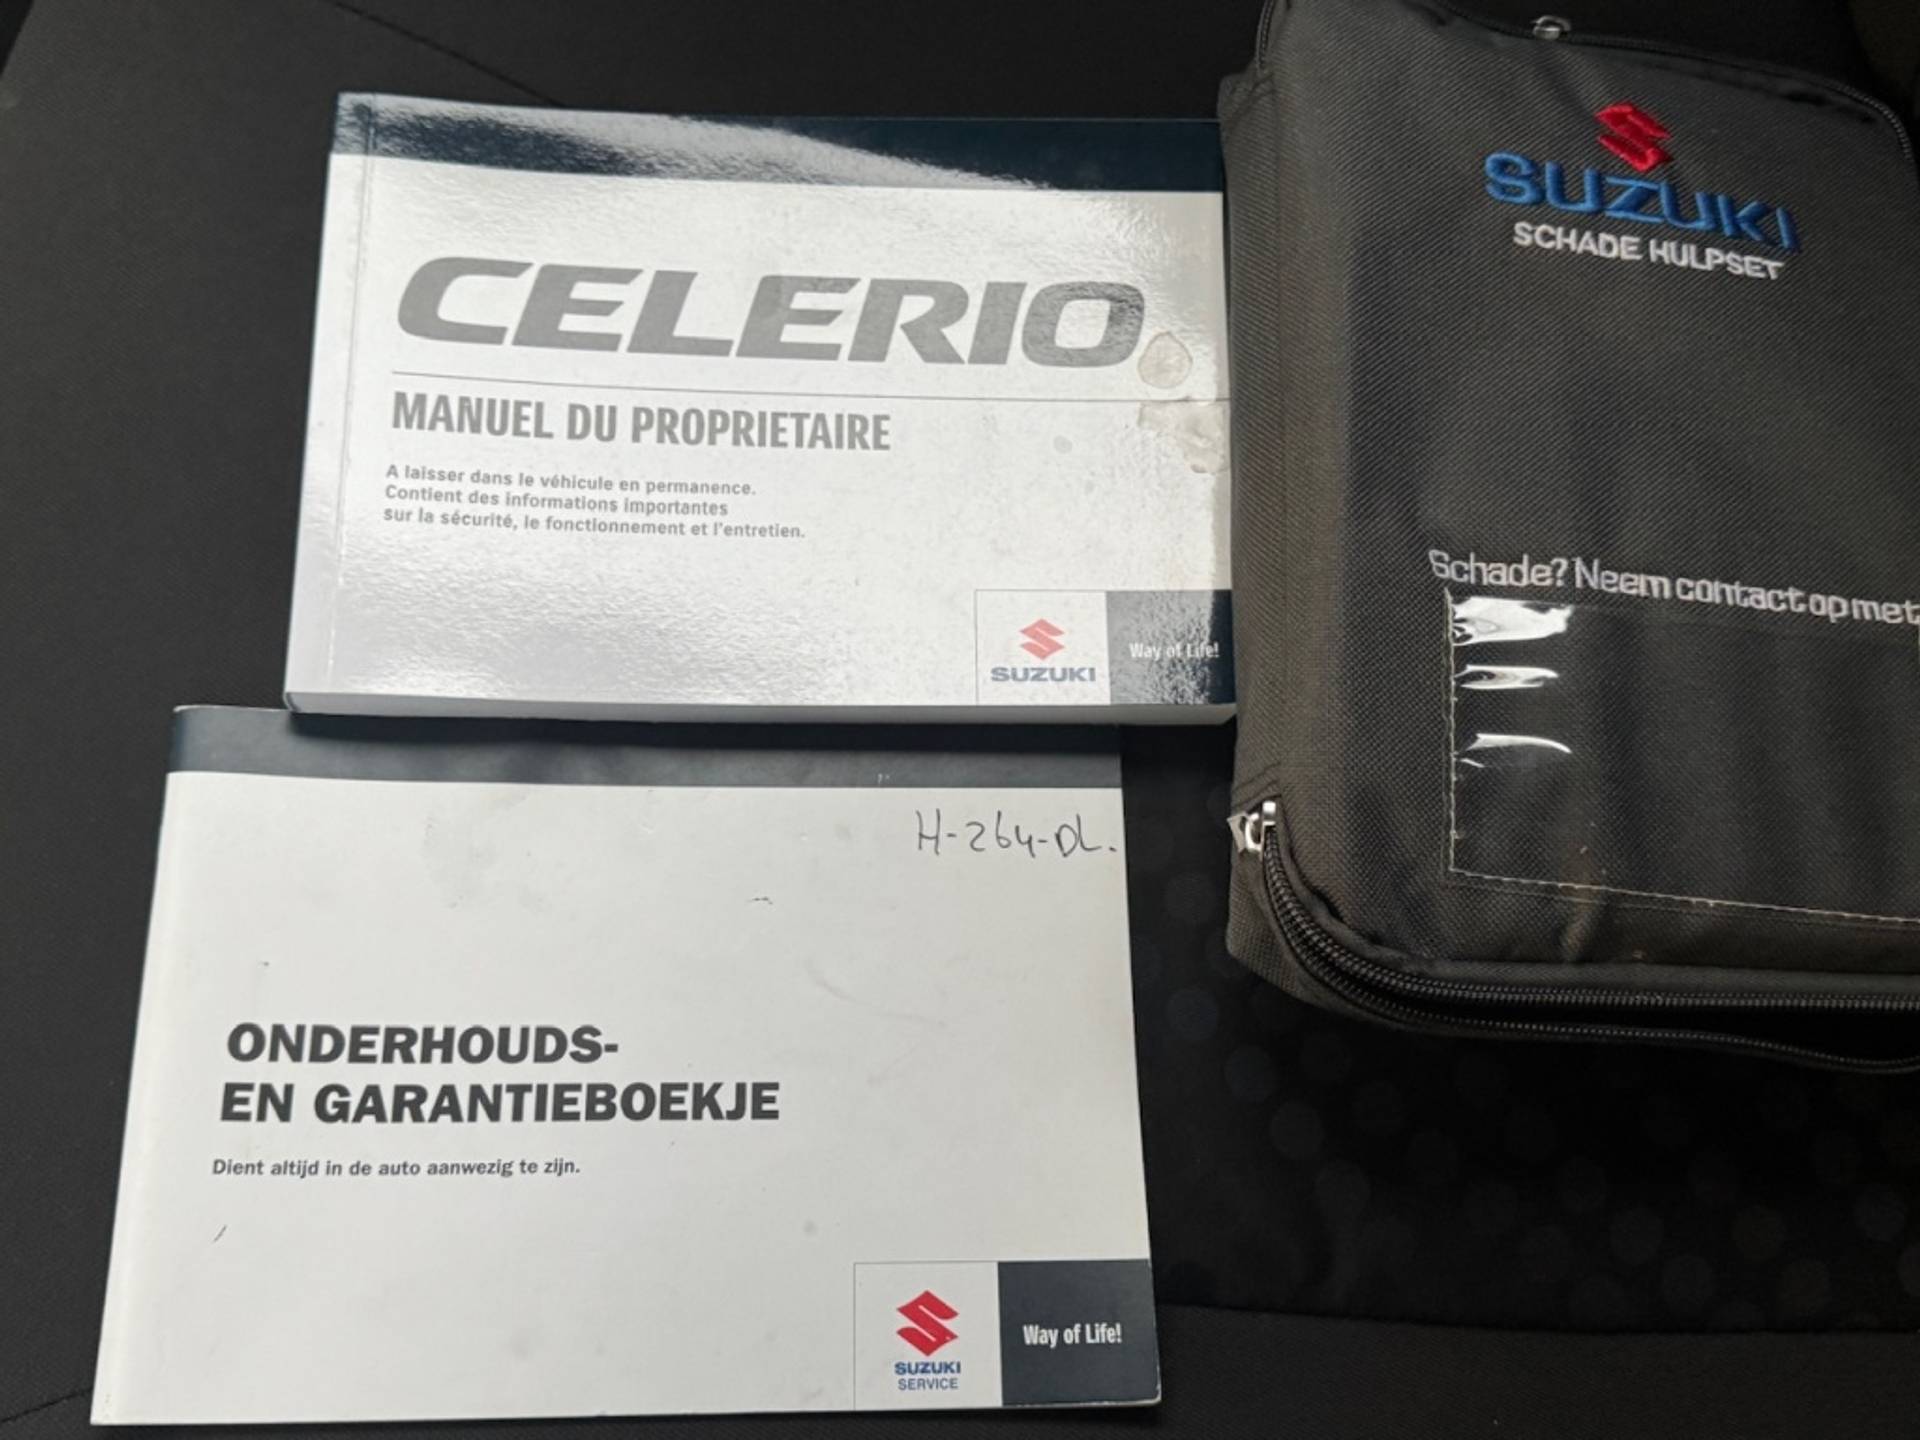 CELERIO
MANUEL DU PROPRIETAIRE
A laisser dans le véhicule en permanence.
Contient des informations importantes
sur la sécurité, le fonctionnement et l'entretien.
SUZUKI
Way of Life!
SUZUKI
SCHADE HULPSET
Schade? Neem contact op met
H-264-DL.
ONDERHOUDS-
EN GARANTIEBOEKJE
Dient altijd in de auto aanwezig te zijn.
SUZUKI
SERVICE
Way of Life!